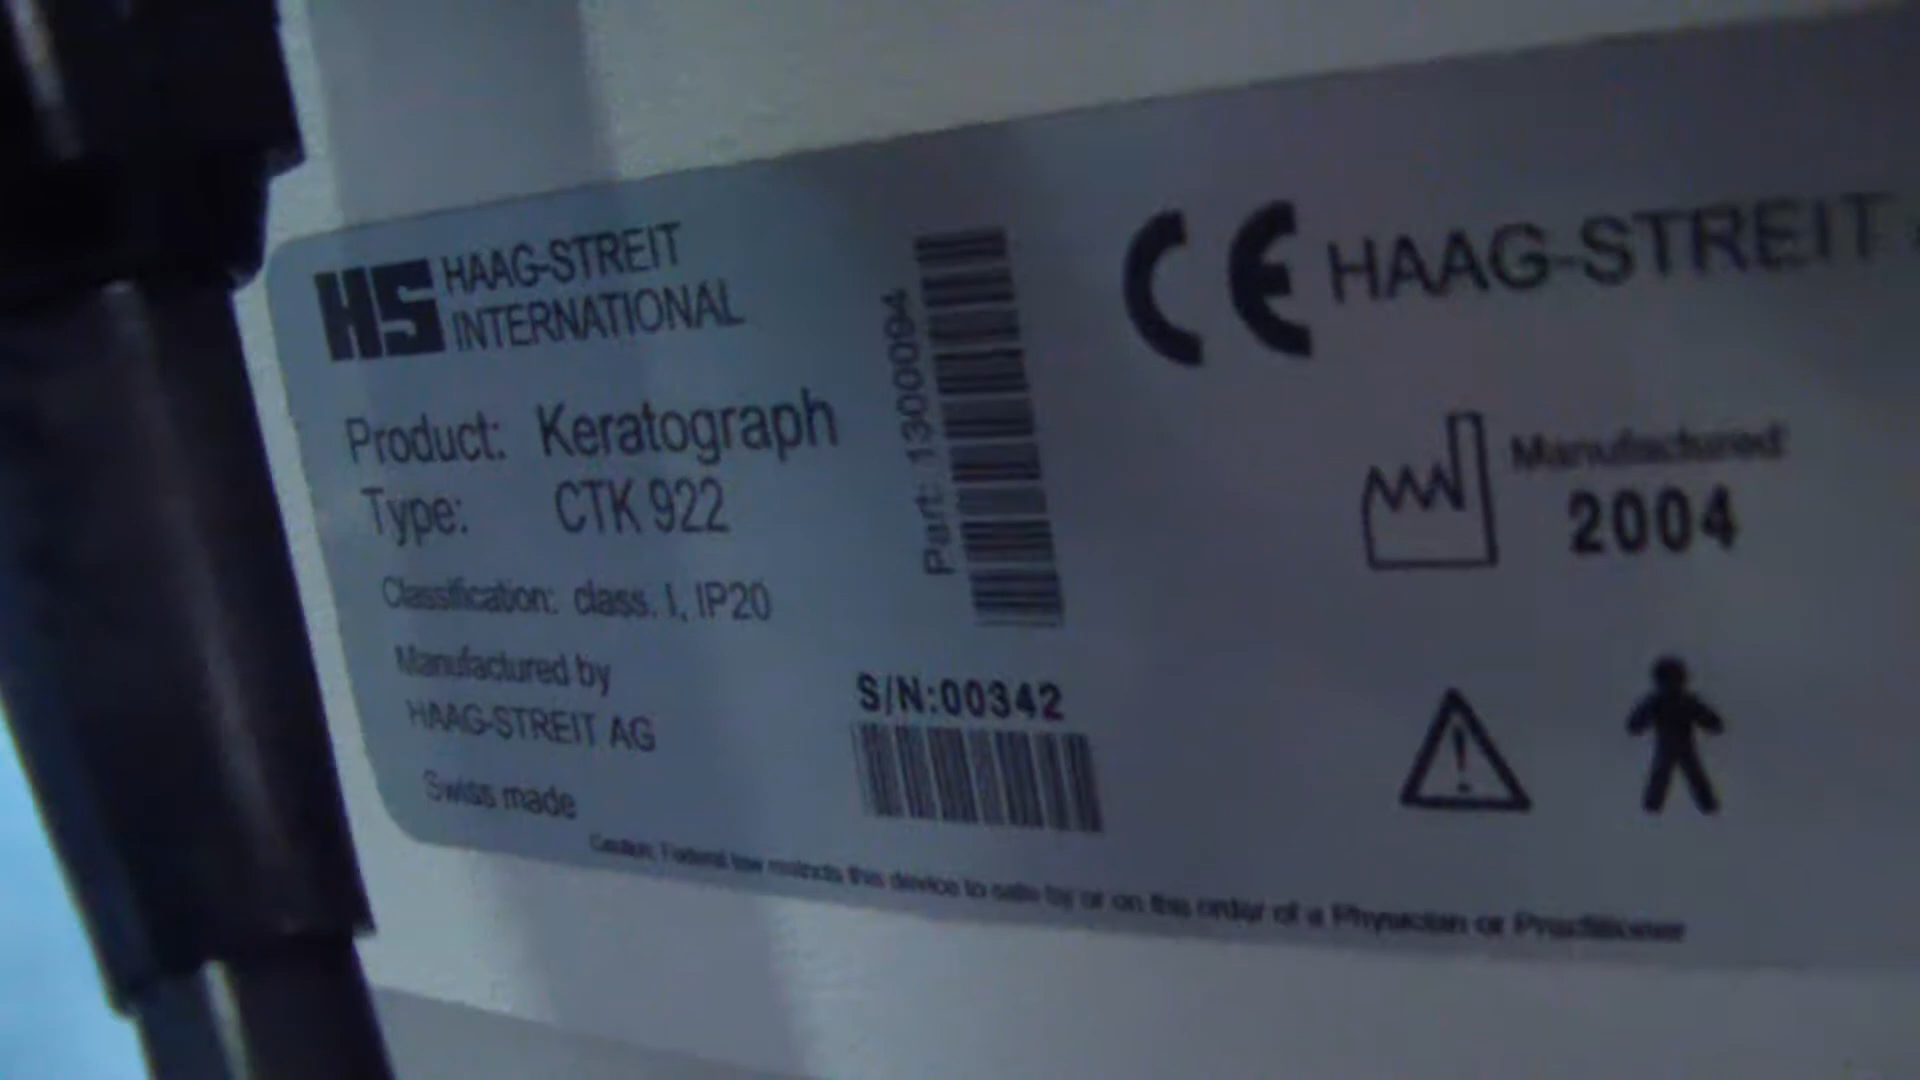 HS HAAG-STREIT
INTERNATIONAL
Product: Keratograph
Type: CTK 922
Classification: class. I, IP20
Manufactured by
HAAG-STREIT AG
Swiss made
Part: 1300094
S/N:00342
CE HAAG-STREIT
Manufactured
2004
Caution: Federal law restricts this device to sale by or on the order of a Physician or Practitioner